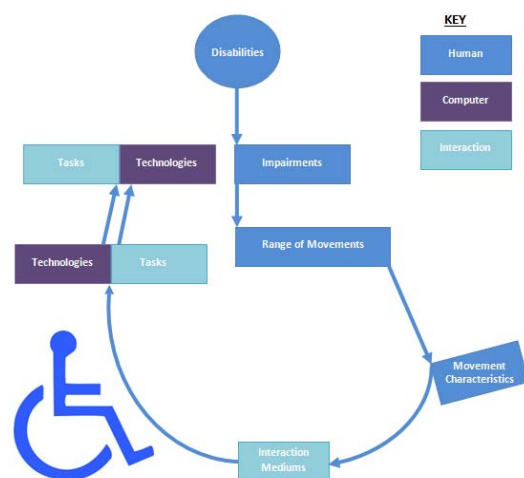 KEY
Disabilities
Human
Computer
Tasks
Technologies
Impairments
Interaction
Range of Movements
Technologies
Tasks
Movement
Characteristics
Interaction
Mediums